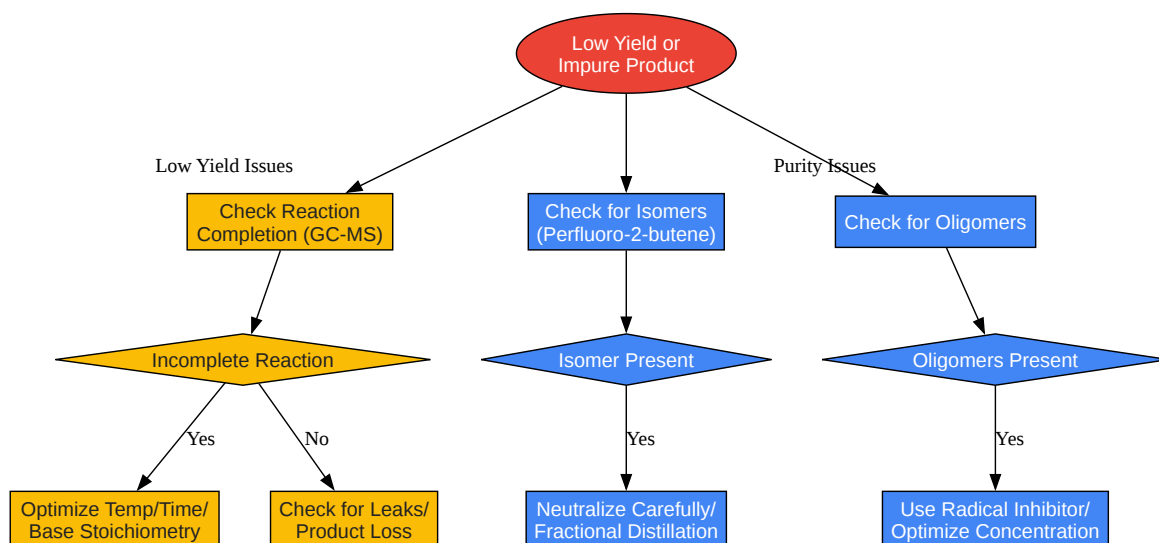 Low Yield or
Impure Product
Low Yield Issues
Purity Issues
Check Reaction
Completion (GC-MS)
Check for Isomers
(Perfluoro-2-butene)
Check for Oligomers
Incomplete Reaction
Isomer Present
Oligomers Present
Yes
No
Yes
Yes
Optimize Temp/Time/
Base Stoichiometry
Check for Leaks/
Product Loss
Neutralize Carefully/
Fractional Distillation
Use Radical Inhibitor/
Optimize Concentration